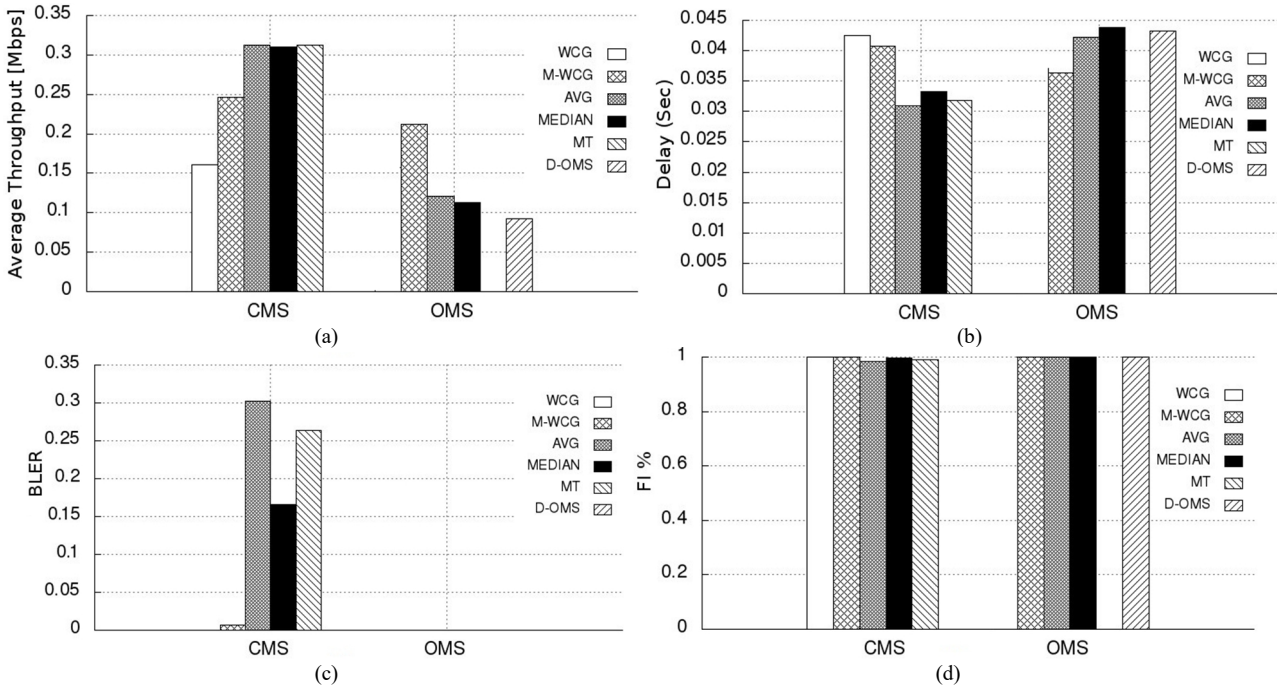 Average Throughput [Mbps]
0.35
0.3
0.25
0.2
0.15
0.1
0.05
0
WCG
M-WCG
AVG
MEDIAN
MT
D-OMS
CMS
OMS
(a)
Delay (Sec)
0.045
0.04
0.035
0.03
0.025
0.02
0.015
0.01
0.005
0
WCG
M-WCG
AVG
MEDIAN
MT
D-OMS
CMS
OMS
(b)
BLER
0.35
0.3
0.25
0.2
0.15
0.1
0.05
0
WCG
M-WCG
AVG
MEDIAN
MT
D-OMS
CMS
OMS
(c)
FI %
1
0.8
0.6
0.4
0.2
0
WCG
M-WCG
AVG
MEDIAN
MT
D-OMS
CMS
OMS
(d)